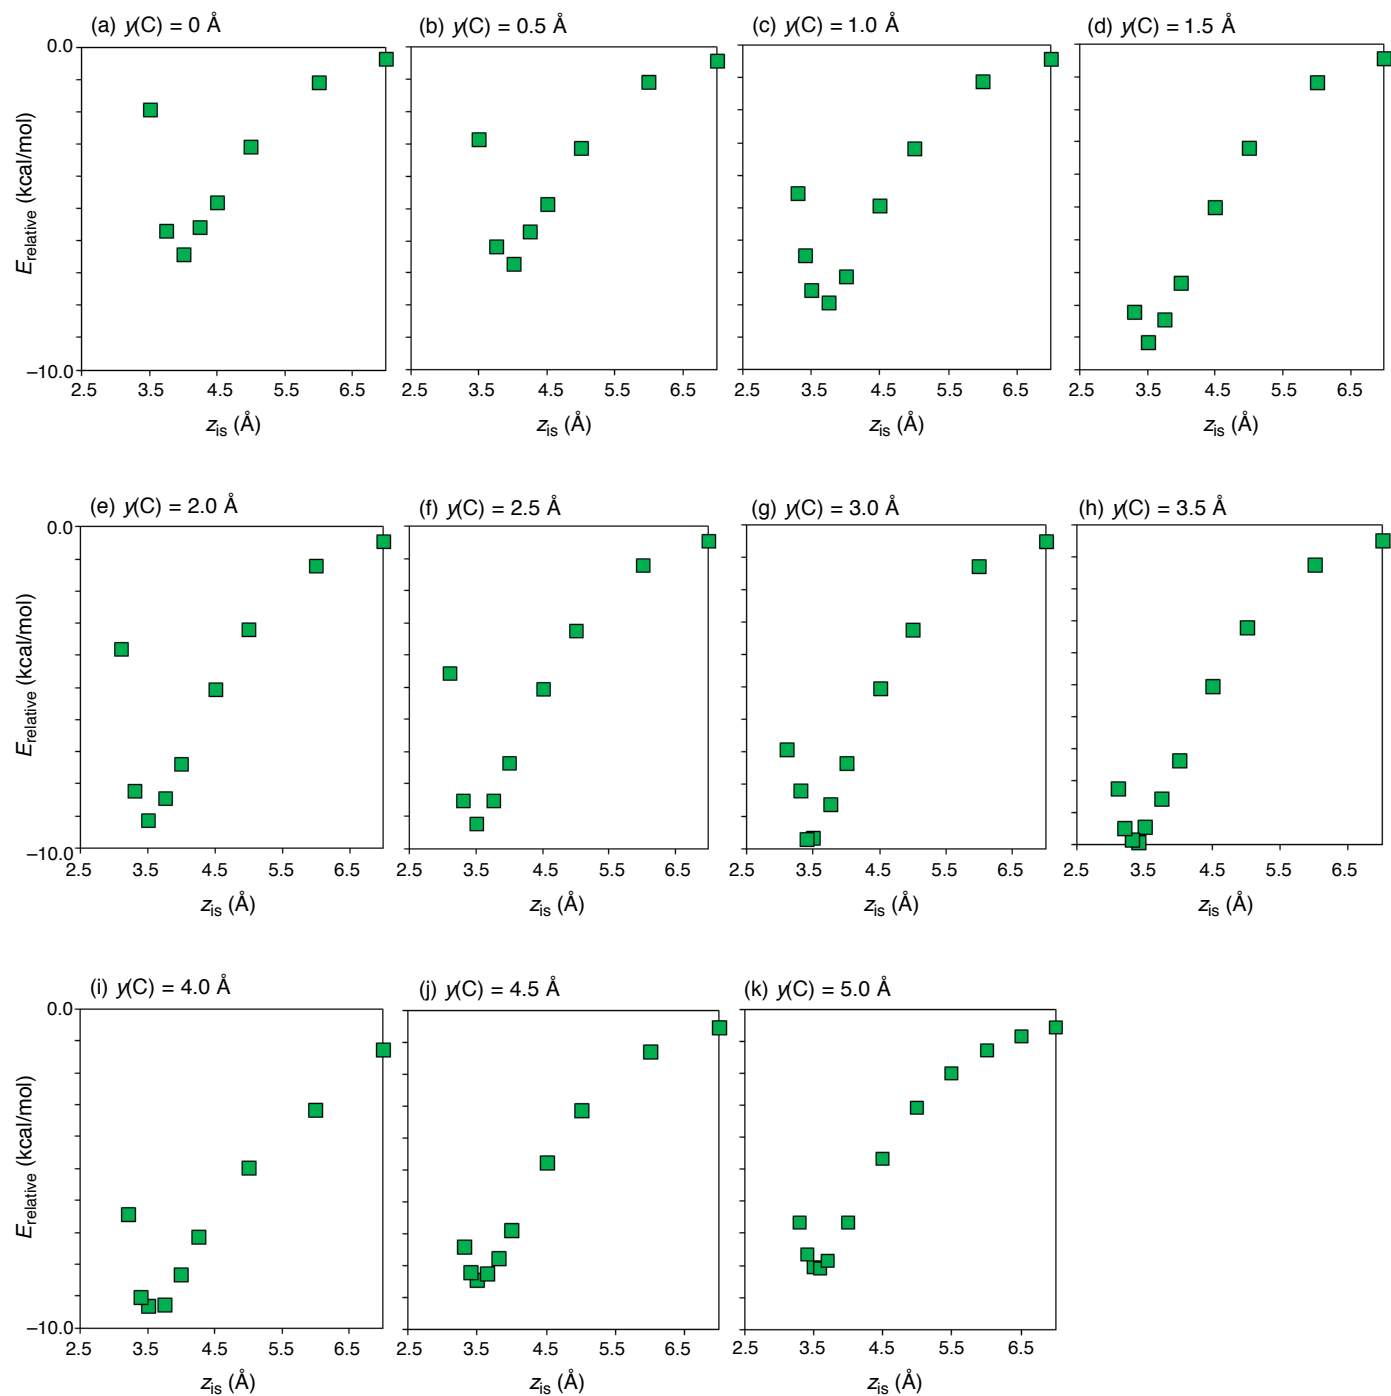 (a) y(C) = 0 Å
(b) y(C) = 0.5 Å
(c) y(C) = 1.0 Å
(d) y(C) = 1.5 Å
0.0
Erelative (kcal/mol)
–10.0
2.5 3.5 4.5 5.5 6.5
2.5 3.5 4.5 5.5 6.5
2.5 3.5 4.5 5.5 6.5
2.5 3.5 4.5 5.5 6.5
zis (Å)
zis (Å)
zis (Å)
zis (Å)
(e) y(C) = 2.0 Å
(f) y(C) = 2.5 Å
(g) y(C) = 3.0 Å
(h) y(C) = 3.5 Å
0.0
Erelative (kcal/mol)
–10.0
2.5 3.5 4.5 5.5 6.5
2.5 3.5 4.5 5.5 6.5
2.5 3.5 4.5 5.5 6.5
2.5 3.5 4.5 5.5 6.5
zis (Å)
zis (Å)
zis (Å)
zis (Å)
(i) y(C) = 4.0 Å
(j) y(C) = 4.5 Å
(k) y(C) = 5.0 Å
0.0
Erelative (kcal/mol)
–10.0
2.5 3.5 4.5 5.5 6.5
2.5 3.5 4.5 5.5 6.5
2.5 3.5 4.5 5.5 6.5
zis (Å)
zis (Å)
zis (Å)